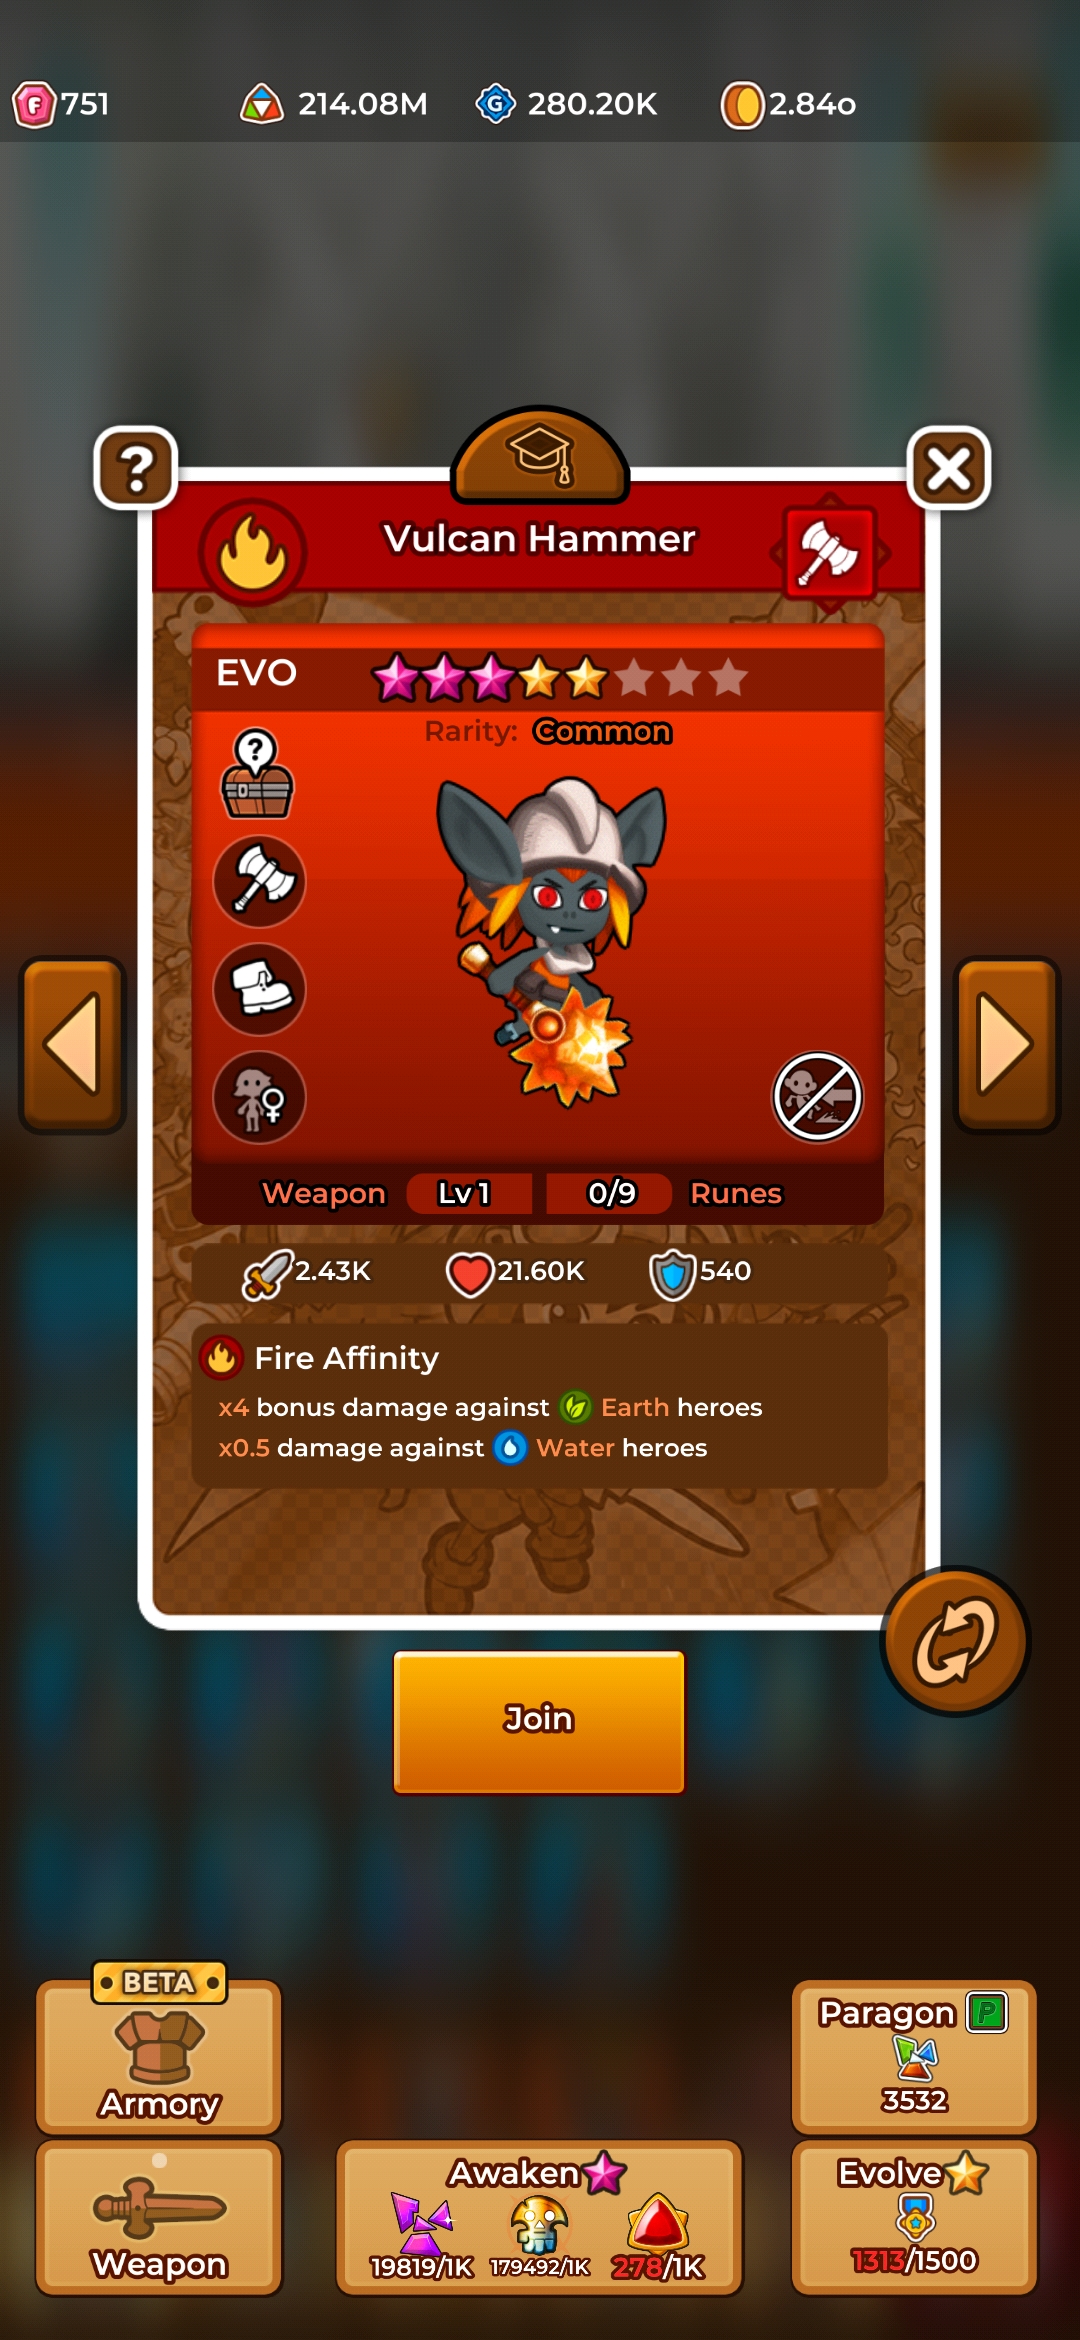 F 751 214.08M G 280.20K 2.84o
?
Vulcan Hammer
EVO
Rarity: Common
?
Weapon Lv 1 0/9 Runes
2.43K 21.60K 540
Fire Affinity
x4 bonus damage against Earth heroes
x0.5 damage against Water heroes
Join
BETA
Armory
Paragon P
3532
Weapon
Awaken
19819/1K 179492/1K 278/1K
Evolve
1313/1500